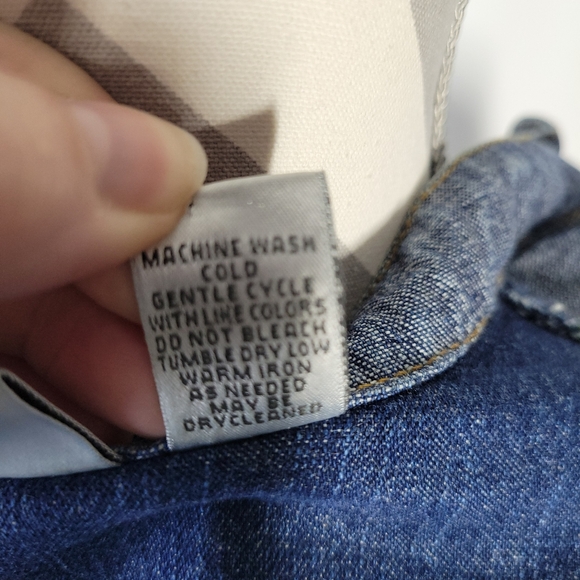 MACHINE WASH
COLD
GENTLE CYCLE
WITH LIKE COLORS
DO NOT BLEACH
TUMBLE DRY LOW
WARM IRON
AS NEEDED
MAY BE
DRYCLEANED